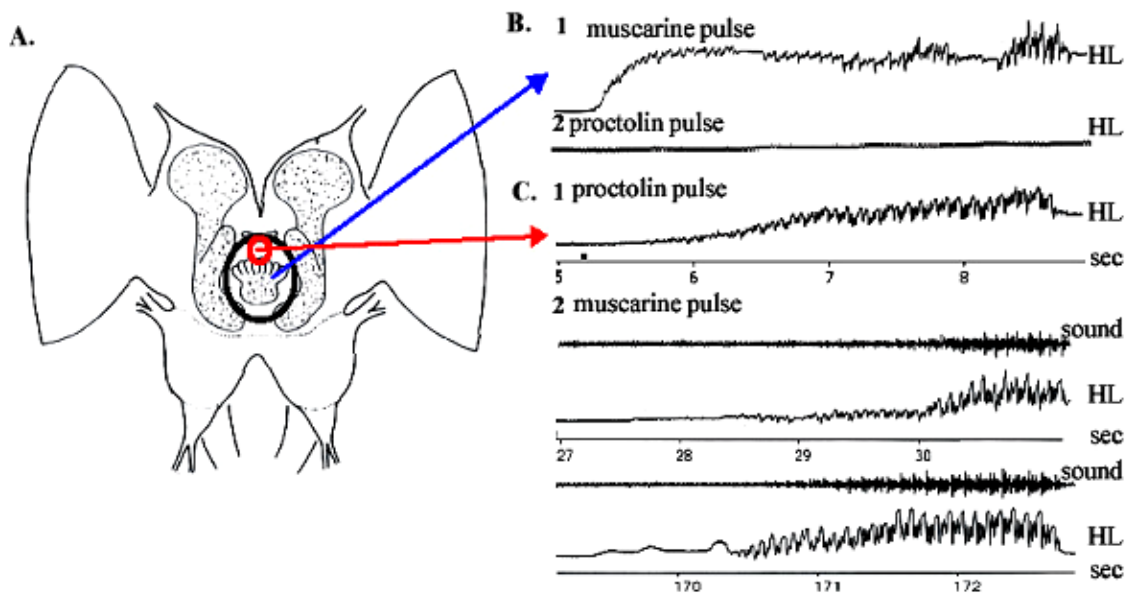 A.
B. 1 muscarine pulse
HL
2 proctolin pulse
HL
C. 1 proctolin pulse
HL
sec
5 6 7 8
2 muscarine pulse
sound
HL
sec
27 28 29 30
sound
HL
sec
170 171 172